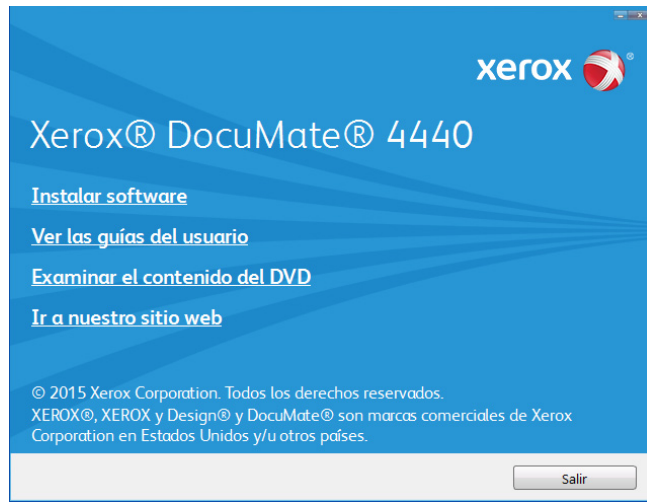 xerox ®
Xerox® DocuMate® 4440
Instalar software
Ver las guías del usuario
Examinar el contenido del DVD
Ir a nuestro sitio web
© 2015 Xerox Corporation. Todos los derechos reservados.
XEROX®, XEROX y Design® y DocuMate® son marcas comerciales de Xerox
Corporation en Estados Unidos y/u otros países.
Salir